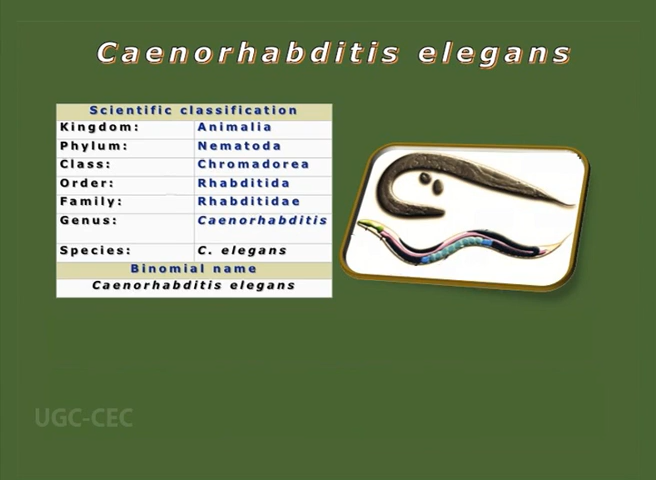 Caenorhabditis elegans
Scientific classification
Kingdom: Animalia
Phylum: Nematoda
Class: Chromadorea
Order: Rhabditida
Family: Rhabditidae
Genus: Caenorhabditis
Species: C. elegans
Binomial name
Caenorhabditis elegans
UGC-CEC